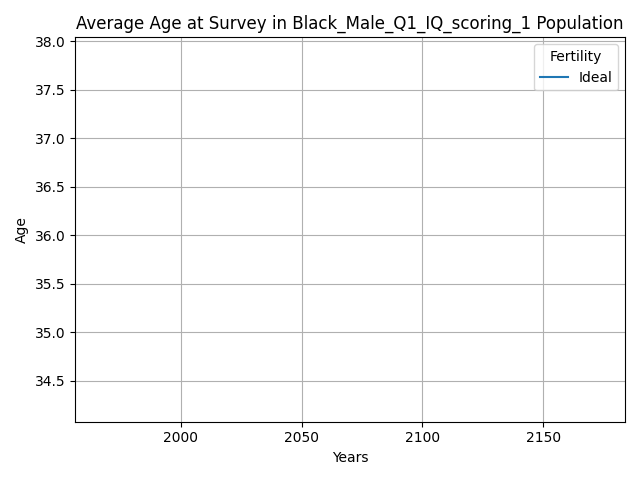 Average Age at Survey in Black_Male_Q1_IQ_scoring_1 Population
38.0
Fertility
Ideal
37.5
37.0
36.5
36.0
35.5
35.0
34.5
Age
2000 2050 2100 2150
Years